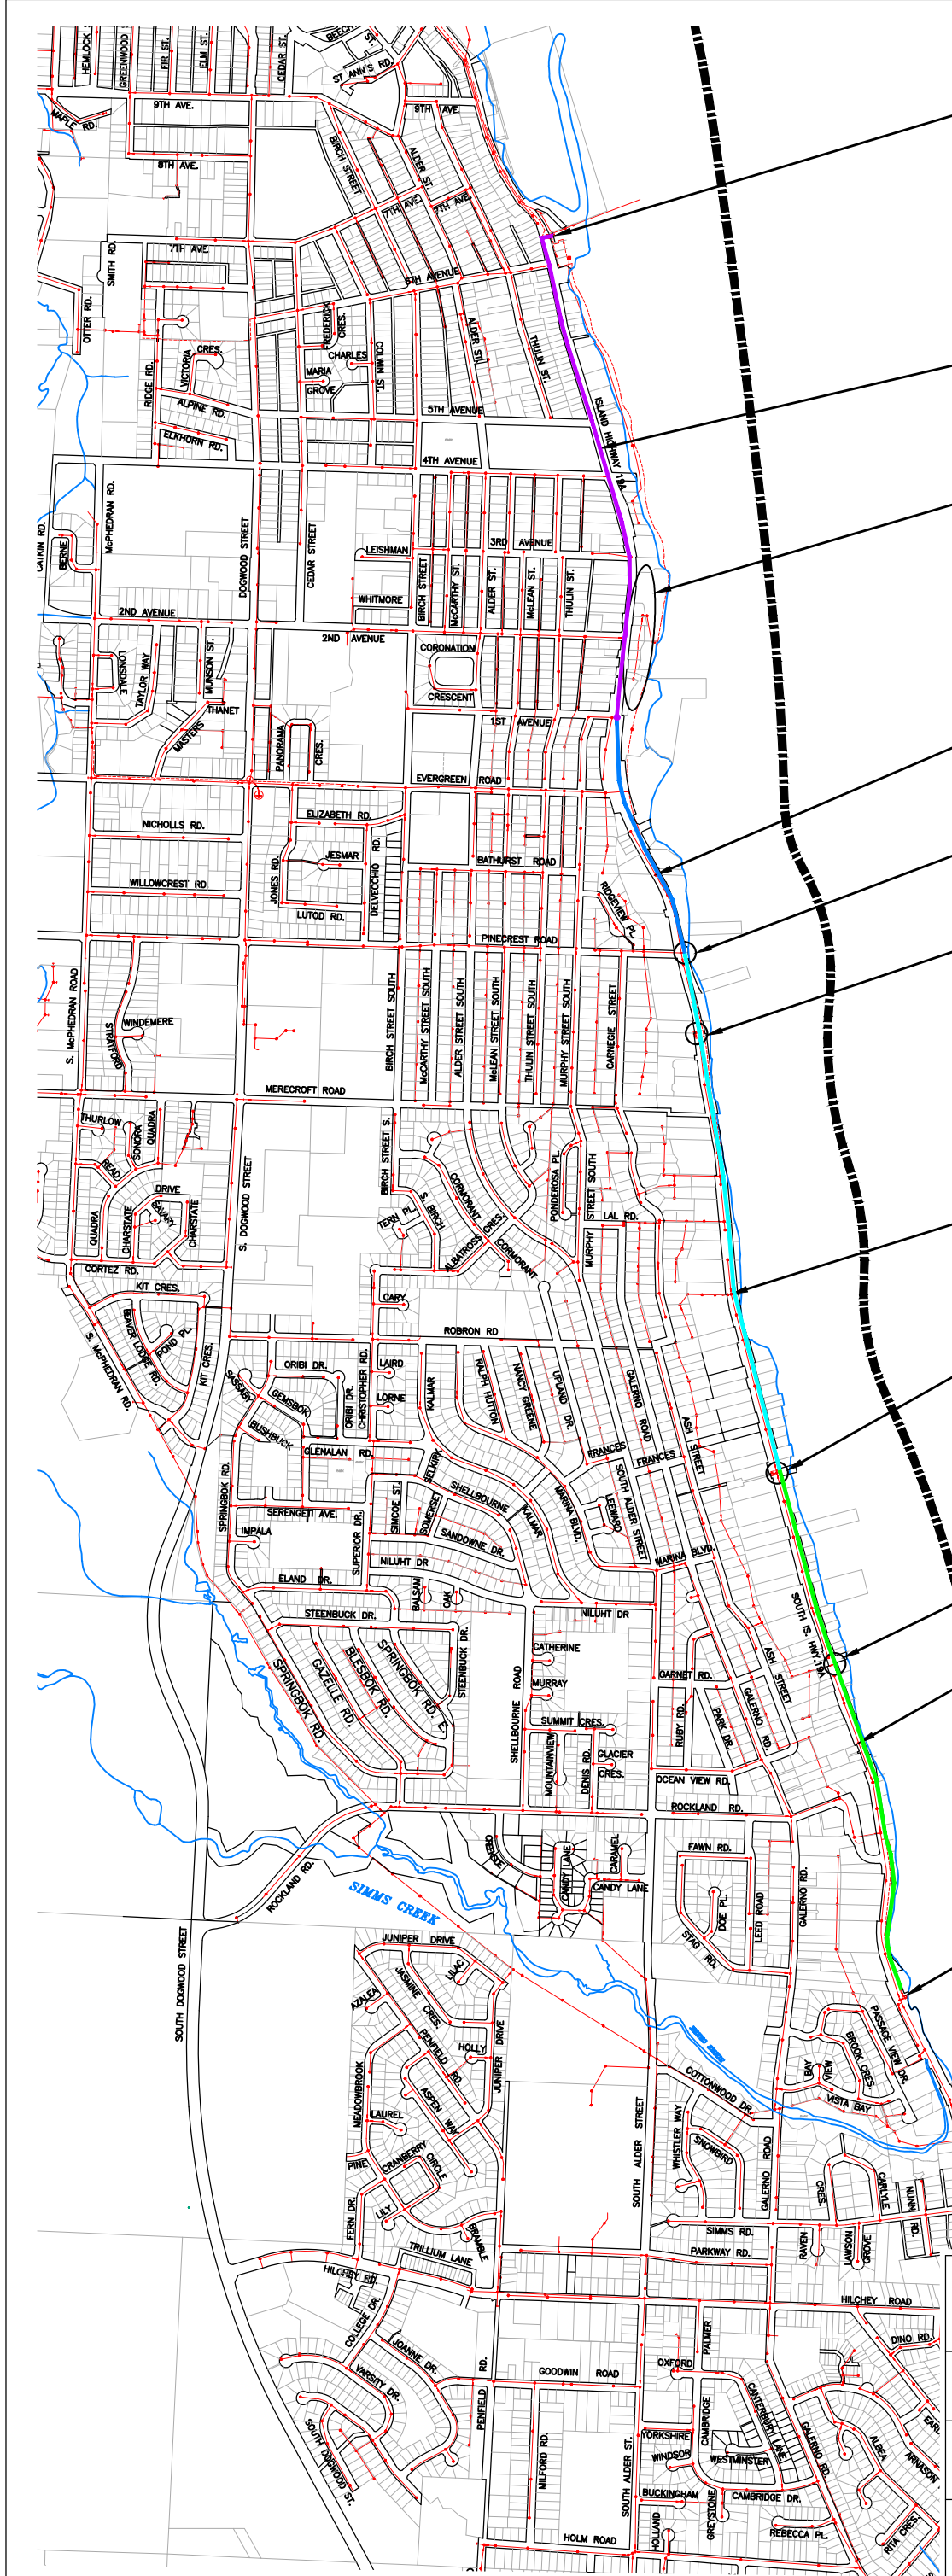 HEMLOCK
GREENWOOD
FIR ST.
ELM ST.
CEDAR ST.
BEECH
ST.
ST ANN'S RD.
9TH AVE.
9TH AVE.
MAPLE RD.
BIRCH STREET
ALDER ST.
8TH AVE.
7TH AVE.
7TH AVE.
7TH AVE.
SMITH RD.
OTTER RD.
6TH AVENUE
FREDERICK
CRES.
CHARLES
COLWIN ST.
MARIA
GROVE
VICTORIA
CRES.
RIDGE RD.
ALPINE RD.
ELKHORN RD.
ALDER ST.
THULIN ST.
5TH AVENUE
ISLAND HIGHWAY 19A
4TH AVENUE
McPHEDRAN RD.
DOGWOOD STREET
CEDAR STREET
3RD AVENUE
LEISHMAN
CATKIN RD.
BERNE
WHITMORE
BIRCH STREET
McCARTHY ST.
ALDER ST.
McLEAN ST.
THULIN ST.
2ND AVENUE
2ND AVENUE
LONSDALE
TAYLOR WAY
MUNSON ST.
THANET
MASTERS
CORONATION
CRESCENT
1ST AVENUE
PANORAMA
CRES.
EVERGREEN ROAD
NICHOLLS RD.
ELIZABETH RD.
JESMAR
JONES RD.
DELVECCHIO RD.
BATHURST ROAD
WILLOWCREST RD.
LUTOD RD.
RIDGEVIEW PL.
PINECREST ROAD
S. McPHEDRAN ROAD
WINDEMERE
STRATFORD
BIRCH STREET SOUTH
McCARTHY STREET SOUTH
ALDER STREET SOUTH
McLEAN STREET SOUTH
THULIN STREET SOUTH
MURPHY STREET SOUTH
CARNEGIE STREET
MERECROFT ROAD
THURLOW
SONORA
QUADRA
READ
DRIVE
SAVARY
QUADRA
CHARSTATE
CHARSTATE
S. DOGWOOD STREET
BIRCH STREET S.
TERN PL.
S. BIRCH
CORMORANT
CRES.
ALBATROSS
CORMORANT
PONDEROSA PL.
STREET SOUTH
MURPHY
LAL RD.
CORTEZ RD.
KIT CRES.
CARY
BEAVER LODGE RD.
POND PL.
KIT CRES.
S. McPHEDRAN RD.
ROBRON RD
ORIBI DR.
LAIRD
SASSABY
GEMSBOK
ORIBI DR.
CHRISTOPHER RD.
LORNE
KALMAR
RALPH HUTTON
NANCY GREENE
UPLAND DR.
GALERNO ROAD
ASH STREET
BUSHBUCK
GLENALAN RD.
FRANCES
FRANCES
SPRINGBOK RD.
SELKIRK
SHELLBOURNE
KALMAR
MARINA BLVD.
LEEWARD
SOUTH ALDER STREET
SERENGETI AVE.
SIMCOE ST.
SOMERSET
SANDOWNE DR.
IMPALA
SUPERIOR DR.
NILUHT DR
MARINA BLVD.
ELAND DR.
BALSAM
OAK
STEENBUCK DR.
NILUHT DR
SOUTH IS. HWY.19A
SPRINGBOK RD.
GAZELLE RD.
BLESBOK RD.
SPRINGBOK RD. E.
STEENBUCK DR.
SHELLBOURNE ROAD
CATHERINE
MURRAY
GARNET RD.
ASH STREET
RUBY RD.
PARK DR.
GALERNO RD.
SUMMIT CRES.
MOUNTAINVIEW
DENIS RD.
GLACIER
CRES.
OCEAN VIEW RD.
ROCKLAND RD.
ROCKLAND RD.
SIMMS CREEK
CANDY LANE
CARAMEL
CANDY LANE
FAWN RD.
DOE PL.
LEED ROAD
STAG RD.
GALERNO RD.
SOUTH DOGWOOD STREET
JUNIPER DRIVE
JASMINE CRES.
LILAC
AZALEA
PENFIELD RD.
HOLLY
JUNIPER DRIVE
MEADOWBROOK
ASPEN WAY
LAUREL
CRANBERRY
CIRCLE
PINE
FERN DR.
LILY
BRAMBLE
PASSAGE VIEW DR.
BROOK CRES.
BAY VIEW
VISTA BAY
COTTONWOOD DR.
WHISTLER WAY
SNOWBIRD
SOUTH ALDER STREET
GALERNO ROAD
CRES.
CARLYLE
NUNN RD.
SIMMS RD.
PARKWAY RD.
RAVEN
LAWSON
GROVE
TRILLIUM LANE
HILCHEY RD.
HILCHEY ROAD
COLLEGE DR.
JOANNE DR.
VARSITY DR.
SOUTH DOGWOOD ST.
PENFIELD RD.
GOODWIN ROAD
OXFORD
PALMER
DINO RD.
CAMBRIDGE
CANTERBURY LANE
YORKSHIRE
WINDSOR
WESTMINSTER
GALERNO RD.
ALBEA
ARNASON
MILFORD RD.
SOUTH ALDER ST.
BUCKINGHAM
GREYSTONE
CAMBRIDGE DR.
HOLLAND
REBECCA PL.
RITA CRES.
HOLM ROAD